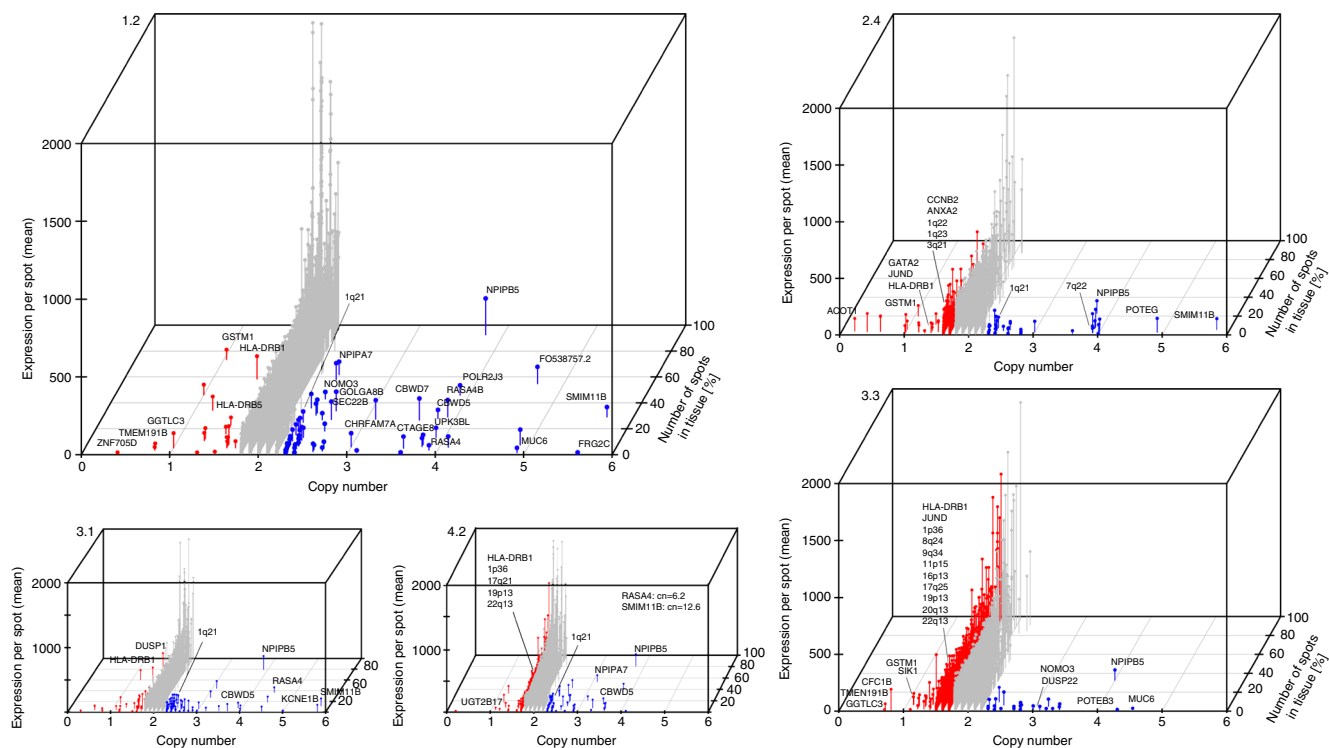 1.2
2000
1500
1000
500
0
Expression per spot (mean)
0 1 2 3 4 5 6
Copy number
0
20
40
60
80
100
Number of spots
in tissue [%]
1q21
NPIPB5
GSTM1
HLA-DRB1
NPIPA7
FO538757.2
NOMO3
POLR2J3
GOLGA8B
CBWD7
RASA4B
HLA-DRB5
SEC22B
CBWD5
SMIM11B
GGTLC3
UPK3BL
TMEM191B
CHRFAM7A
CTAGE8
ZNF705D
RASA4
MUC6
FRG2C
2.4
2000
1500
1000
500
0
Expression per spot (mean)
0 1 2 3 4 5 6
Copy number
0
20
40
60
80
100
Number of spots
in tissue [%]
CCNB2
ANXA2
1q22
1q23
3q21
GATA2
JUND
HLA-DRB1
1q21
7q22
NPIPB5
GSTM1
ACOT1
POTEG
SMIM11B
3.1
2000
1000
0
Expression per spot (mean)
0 1 2 3 4 5 6
Copy number
20
40
60
80
1q21
DUSP1
HLA-DRB1
NPIPB5
RASA4
CBWD5
SMIM11B
KCNE1B
4.2
2000
1000
0
Expression per spot (mean)
0 1 2 3 4 5 6
Copy number
0
20
40
60
80
100
Number of spots
in tissue [%]
HLA-DRB1
1p36
17q21
19p13
22q13
RASA4: cn=6.2
SMIM11B: cn=12.6
1q21
NPIPB5
NPIPA7
CBWD5
UGT2B17
3.3
2000
1500
1000
500
0
Expression per spot (mean)
0 1 2 3 4 5 6
Copy number
0
20
40
60
80
100
Number of spots
in tissue [%]
HLA-DRB1
JUND
1p36
8q24
9q34
11p15
16p13
17q25
19p13
20q13
22q13
GSTM1
SIK1
CFC1B
TMEN191B
GGTLC3
NOMO3
DUSP22
NPIPB5
POTEB3
MUC6